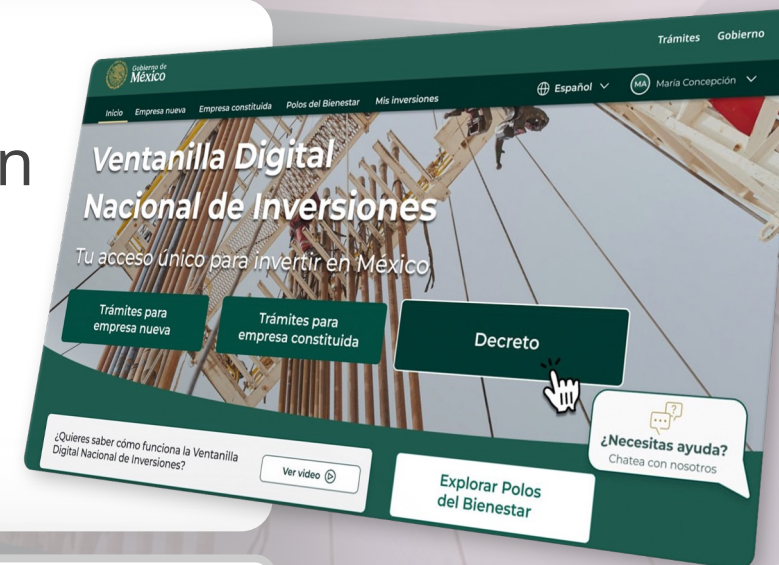 n
Trámites Gobierno
Gobierno de
México
Inicio Empresa nueva Empresa constituida Polos del Bienestar Mis inversiones
Español MA María Concepción
Ventanilla Digital
Nacional de Inversiones
Tu acceso único para invertir en México
Trámites para
empresa nueva
Trámites para
empresa constituida
Decreto
¿Necesitas ayuda?
Chatea con nosotros
¿Quieres saber cómo funciona la Ventanilla
Digital Nacional de Inversiones?
Ver video
Explorar Polos
del Bienestar